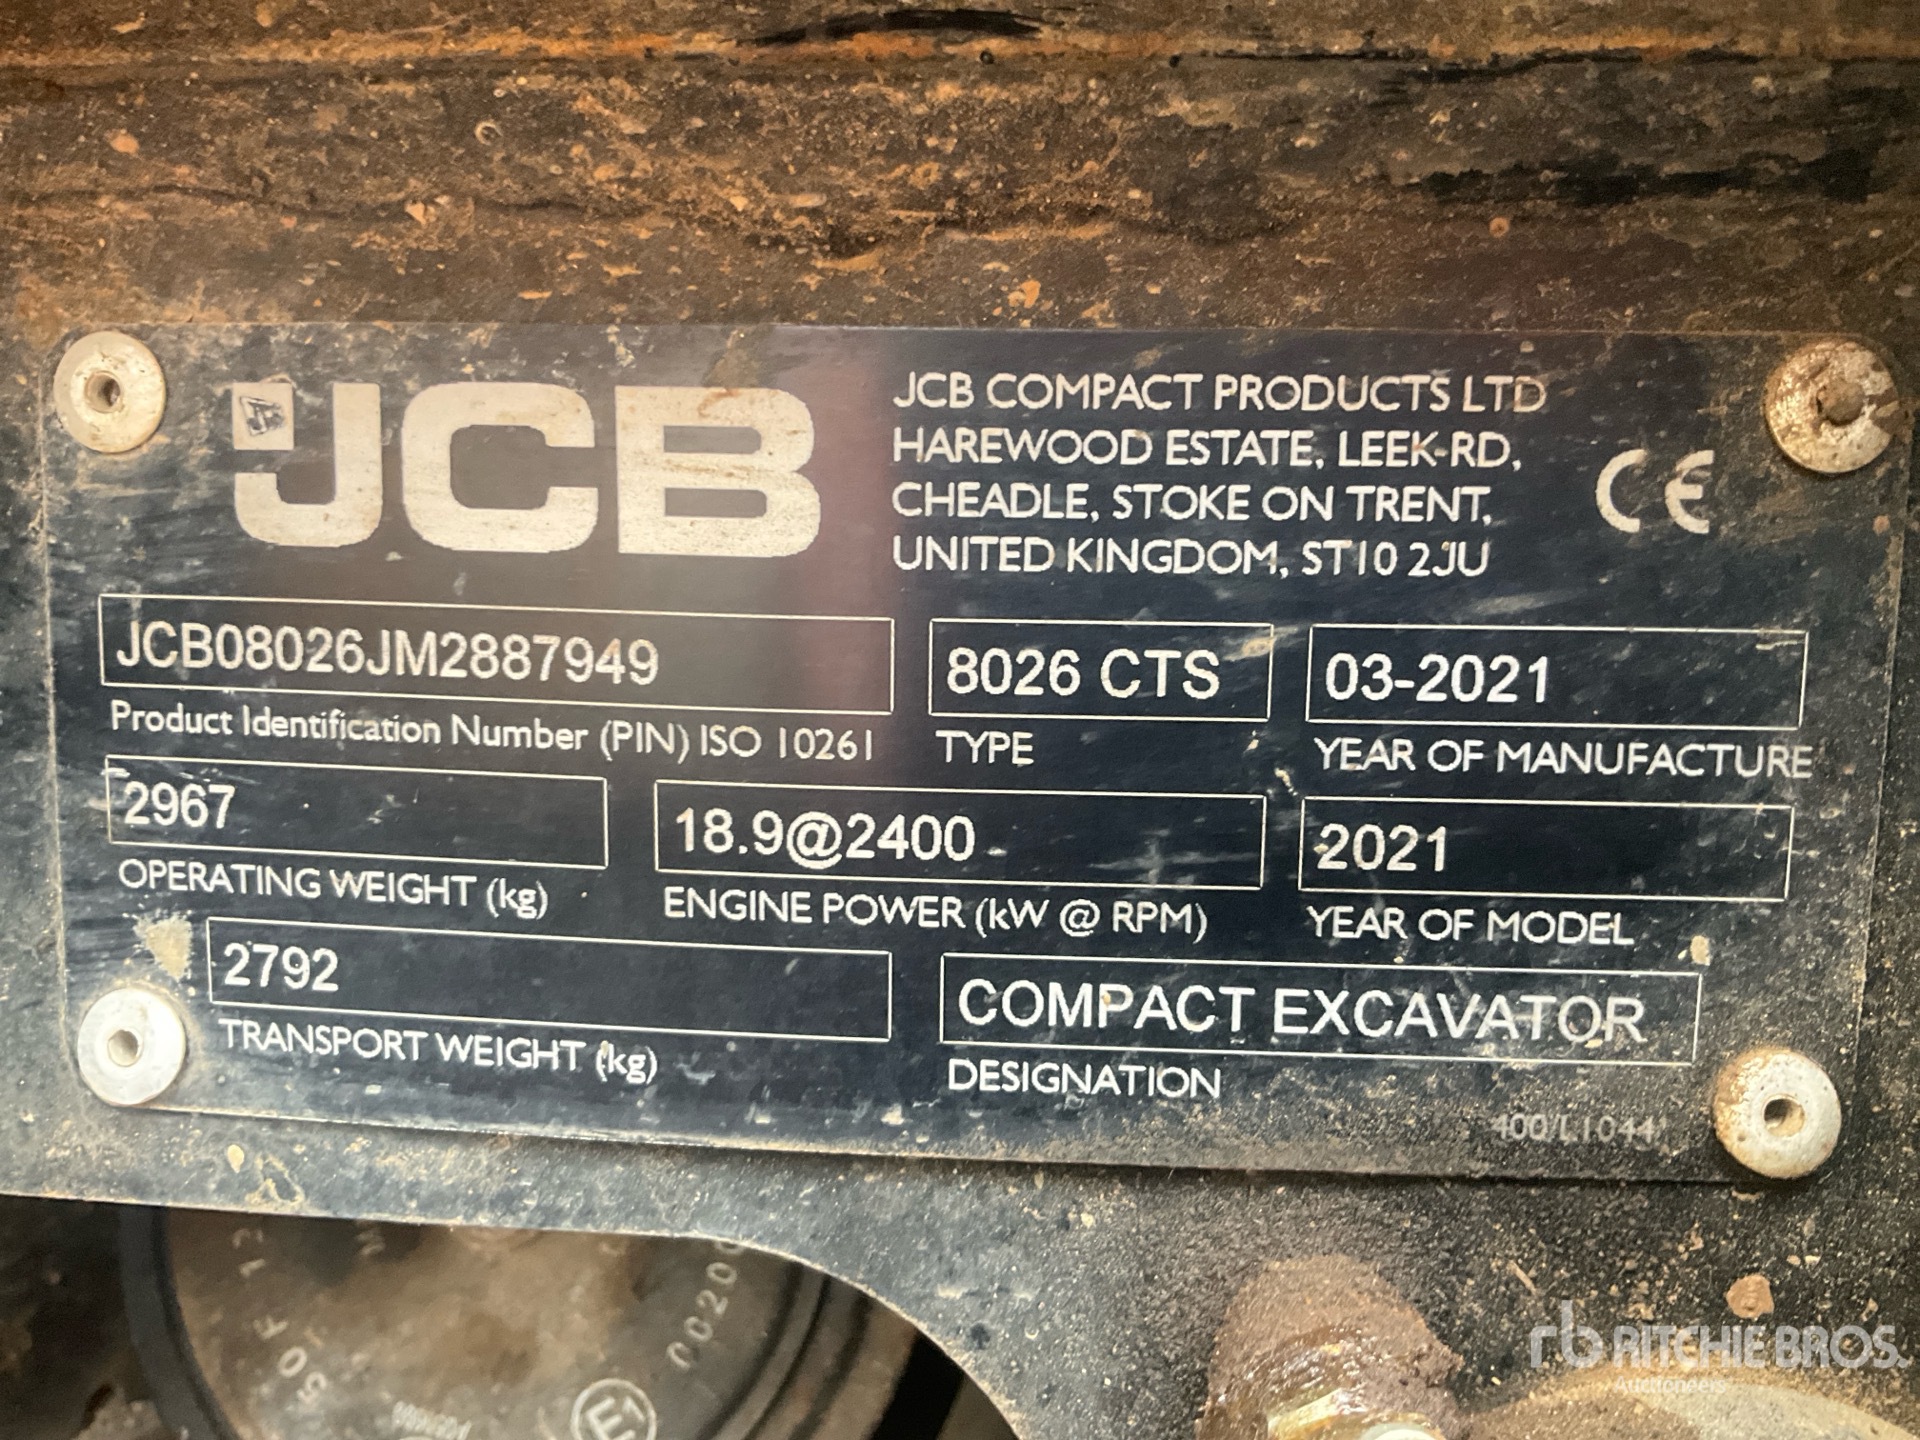 JCB
JCB COMPACT PRODUCTS LTD
HAREWOOD ESTATE, LEEK RD,
CHEADLE, STOKE ON TRENT,
UNITED KINGDOM, ST10 2JU
CE
JCB08026JM2887949
Product Identification Number (PIN) ISO 10261
8026 CTS
TYPE
03-2021
YEAR OF MANUFACTURE
2967
OPERATING WEIGHT (kg)
18.9@2400
ENGINE POWER (kW @ RPM)
2021
YEAR OF MODEL
2792
TRANSPORT WEIGHT (kg)
COMPACT EXCAVATOR
DESIGNATION
E1
rb RITCHIE BROS.
Auctioneers